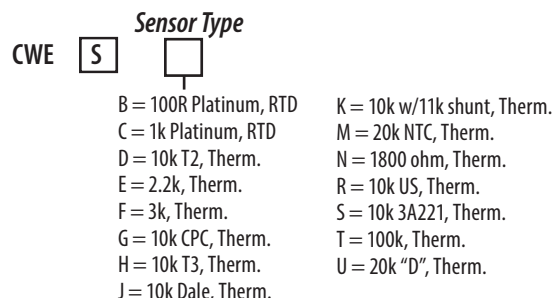 Sensor Type
CWE S
B = 100R Platinum, RTD
C = 1k Platinum, RTD
D = 10k T2, Therm.
E = 2.2k, Therm.
F = 3k, Therm.
G = 10k CPC, Therm.
H = 10k T3, Therm.
J = 10k Dale, Therm.
K = 10k w/11k shunt, Therm.
M = 20k NTC, Therm.
N = 1800 ohm, Therm.
R = 10k US, Therm.
S = 10k 3A221, Therm.
T = 100k, Therm.
U = 20k “D”, Therm.